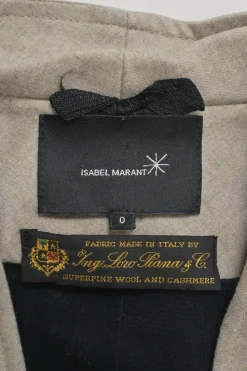 ISABEL MARANT
0
FABRIC MADE IN ITALY BY
Ing. Loro Piana & C.
SUPERFINE WOOL AND CASHMERE